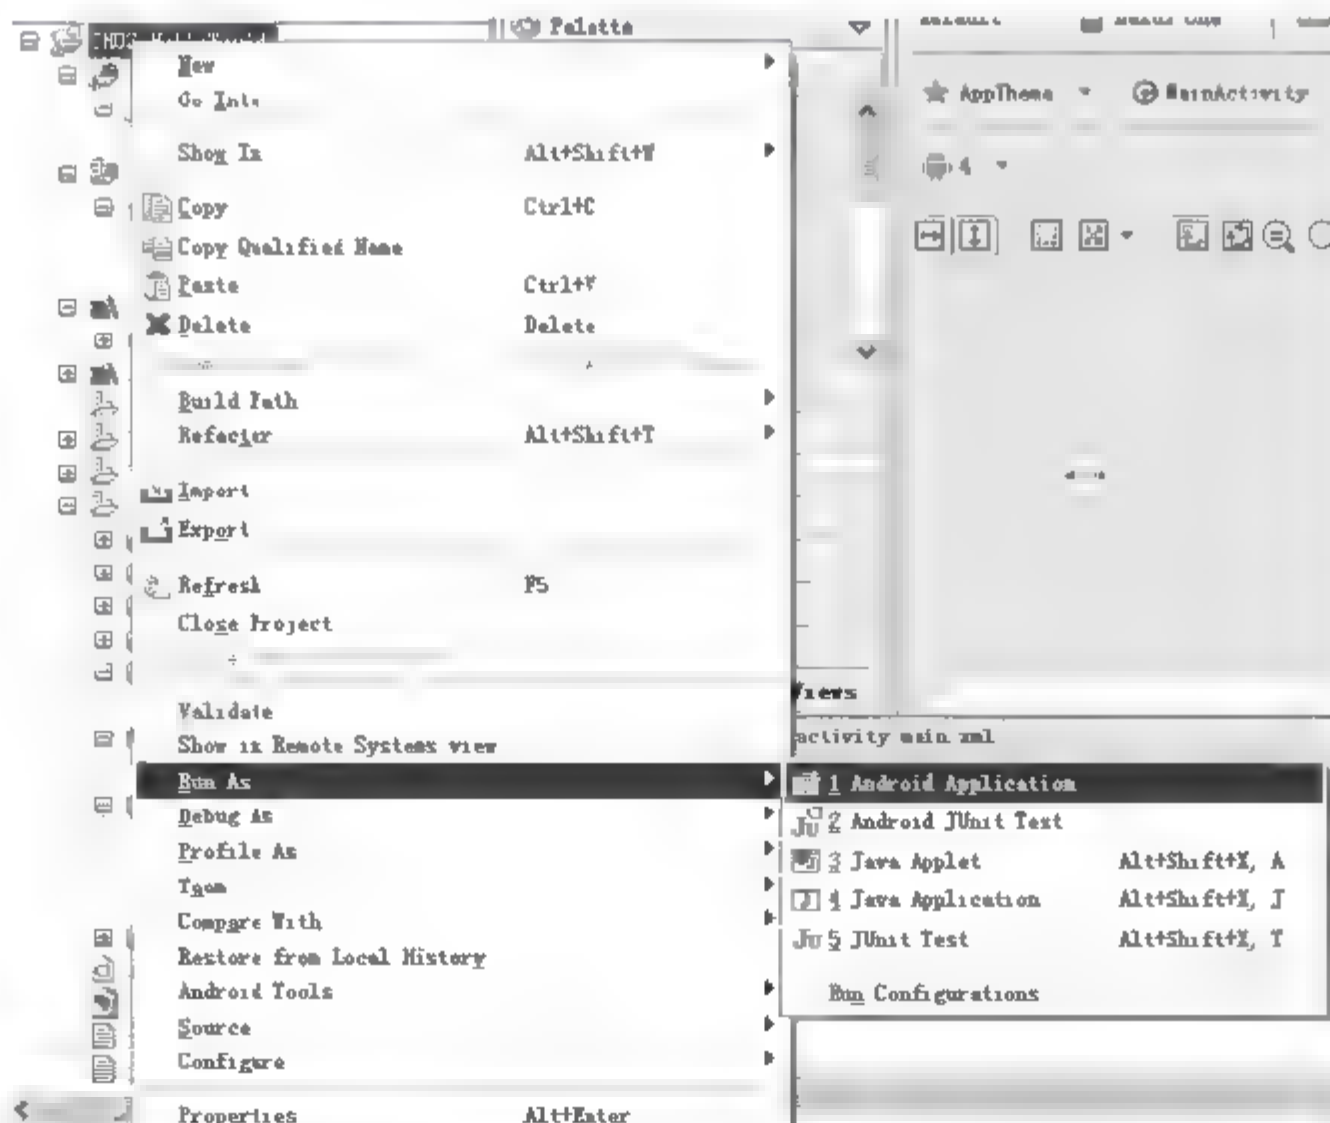 Palette
New
Go Into
Show In Alt+Shift+W
Copy Ctrl+C
Copy Qualified Name
Paste Ctrl+V
Delete Delete
Build Path
Refactor Alt+Shift+T
Import
Export
Refresh F5
Close Project
Validate
Show in Remote Systems view
Run As
Debug As
Profile As
Team
Compare With
Restore from Local History
Android Tools
Source
Configure
Properties Alt+Enter
AppTheme MainActivity
4
Views
activity main xml
1 Android Application
2 Android JUnit Test
3 Java Applet Alt+Shift+X, A
4 Java Application Alt+Shift+X, J
5 JUnit Test Alt+Shift+X, T
Run Configurations